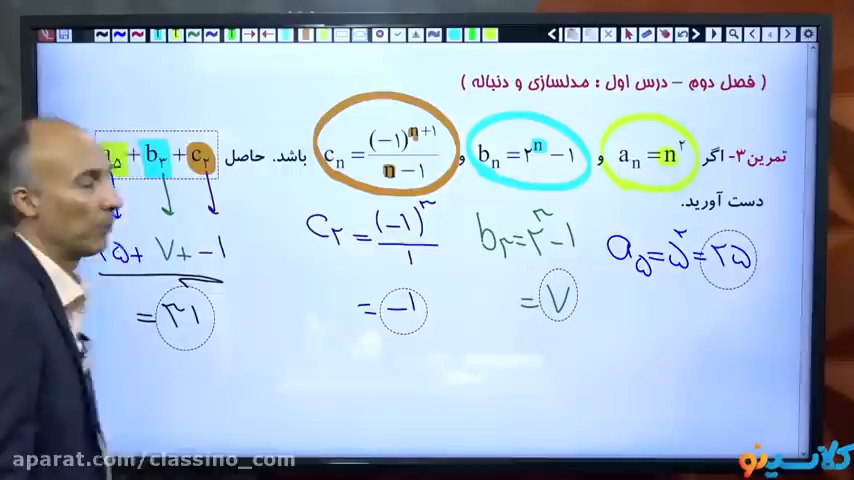 ( فصل دوم – درس اول : مدلسازی و دنباله )
تمرین۳- اگر aₙ = n² و bₙ = ۲ⁿ − ۱ و cₙ = (−۱)ⁿ⁺¹ / (n − ۱) باشد. حاصل a₅ + b₃ + c₂
دست آورید.
a₅ = ۵² = ۲۵
b₃ = ۲³ − ۱
= ۷
c₂ = (−۱)³ / ۱
= −۱
۲۵ + ۷ + −۱
= ۳۱
aparat.com/classino_com
کلاسینو